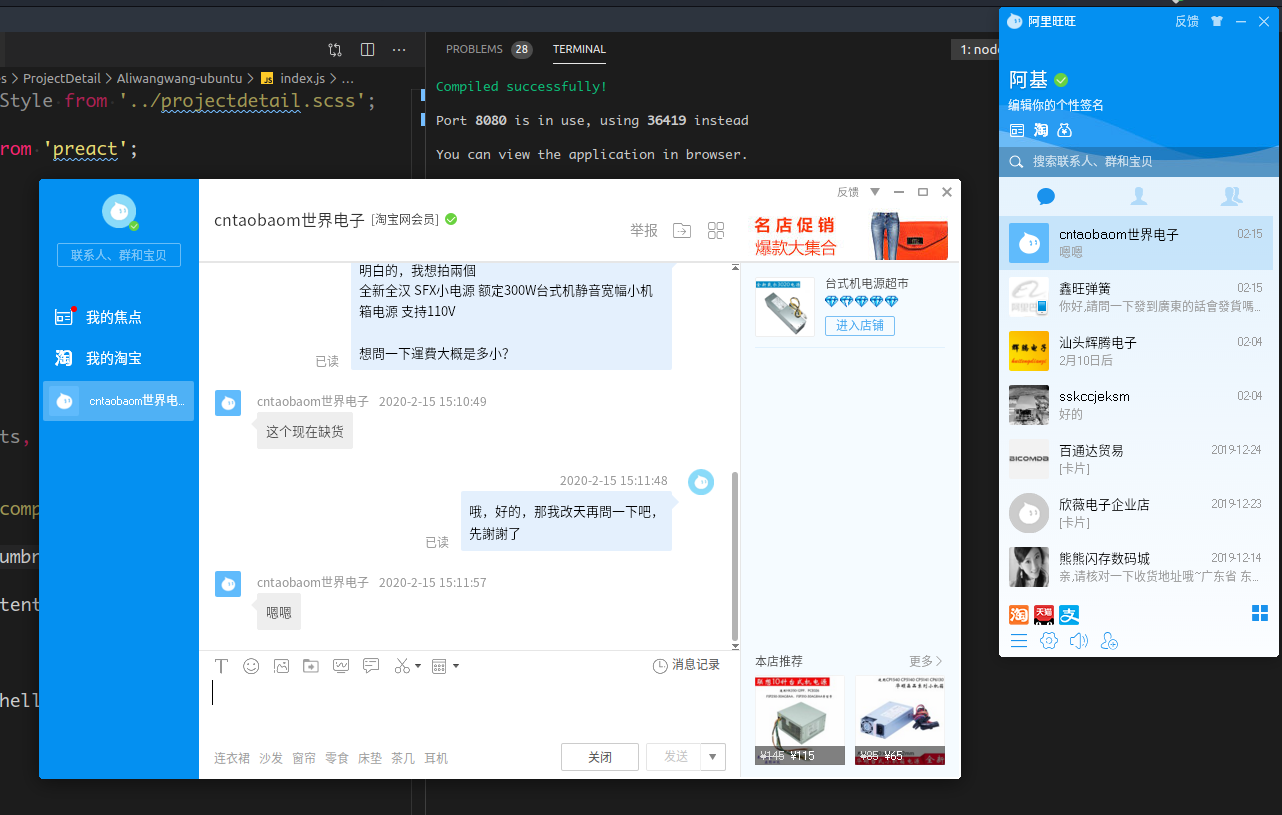 PROBLEMS 28 TERMINAL
1: node
s > ProjectDetail > Aliwangwang-ubuntu > JS index.js > ...
Style from '../projectdetail.scss';
rom 'preact';
ts,
comp
umbr
tent
hell
Compiled successfully!
Port 8080 is in use, using 36419 instead
You can view the application in browser.
联系人、群和宝贝
我的焦点
淘 我的淘宝
cntaobaom世界电...
反馈
cntaobaom世界电子 [淘宝网会员]
举报
名店促销
爆款大集合
明白的，我想拍兩個
全新全汉 SFX小电源 额定300W台式机静音宽幅小机
箱电源 支持110V
想問一下運費大概是多小？
已读
cntaobaom世界电子 2020-2-15 15:10:49
这个现在缺货
2020-2-15 15:11:48
哦，好的，那我改天再問一下吧，
先謝謝了
已读
cntaobaom世界电子 2020-2-15 15:11:57
嗯嗯
消息记录
连衣裙 沙发 窗帘 零食 床垫 茶几 耳机
关闭
发送
台式机电源超市
进入店铺
本店推荐 更多
联想10针台式机电源
¥145 ¥115
¥85 ¥65
阿里旺旺 反馈
阿基
编辑你的个性签名
淘
搜索联系人、群和宝贝
cntaobaom世界电子 02-15
嗯嗯
鑫旺弹簧 02-15
你好,請問一下發到廣東的話會發貨嗎...
辉腾电子
汕头辉腾电子 02-04
2月10日后
sskccjeksm 02-04
好的
BICOMDA
百通达贸易 2019-12-24
[卡片]
欣薇电子企业店 2019-12-23
[卡片]
熊熊闪存数码城 2019-12-14
亲,请核对一下收货地址哦~广东省 东...
淘 天猫 支